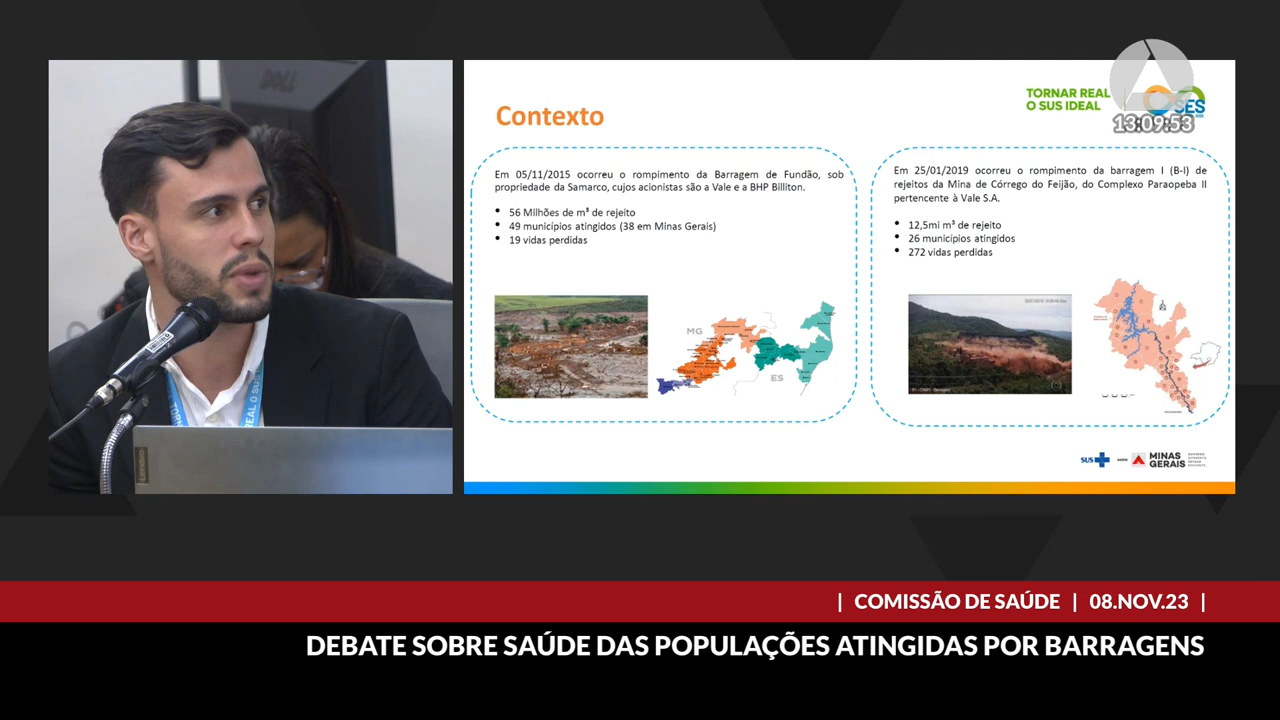 DELL
Lenovo
TORNAR REAL
O SUS IDEAL
SES
13:09:53
Contexto
Em 05/11/2015 ocorreu o rompimento da Barragem de Fundão, sob
propriedade da Samarco, cujos acionistas são a Vale e a BHP Billiton.
• 56 Milhões de m³ de rejeito
• 49 municípios atingidos (38 em Minas Gerais)
• 19 vidas perdidas
MG
ES
Em 25/01/2019 ocorreu o rompimento da barragem I (B-I) de
rejeitos da Mina de Córrego do Feijão, do Complexo Paraopeba II
pertencente à Vale S.A.
• 12,5mi m³ de rejeito
• 26 municípios atingidos
• 272 vidas perdidas
SUS
saúde
MINAS
GERAIS
REAL O SUS
| COMISSÃO DE SAÚDE | 08.NOV.23 |
DEBATE SOBRE SAÚDE DAS POPULAÇÕES ATINGIDAS POR BARRAGENS